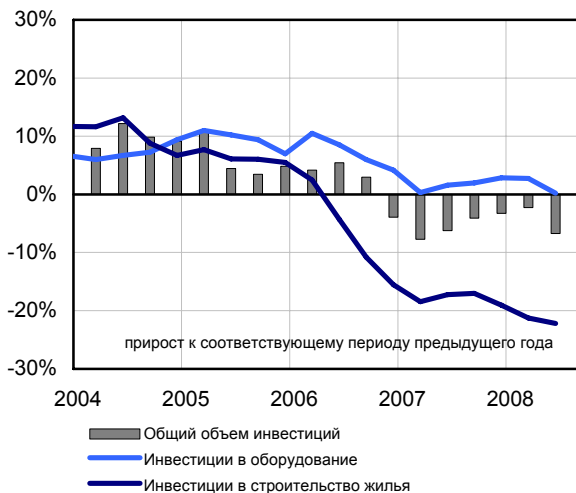 30%
20%
10%
0%
-10%
-20%
-30%
прирост к соответствующему периоду предыдущего года
2004 2005 2006 2007 2008
Общий объем инвестиций
Инвестиции в оборудование
Инвестиции в строительство жилья